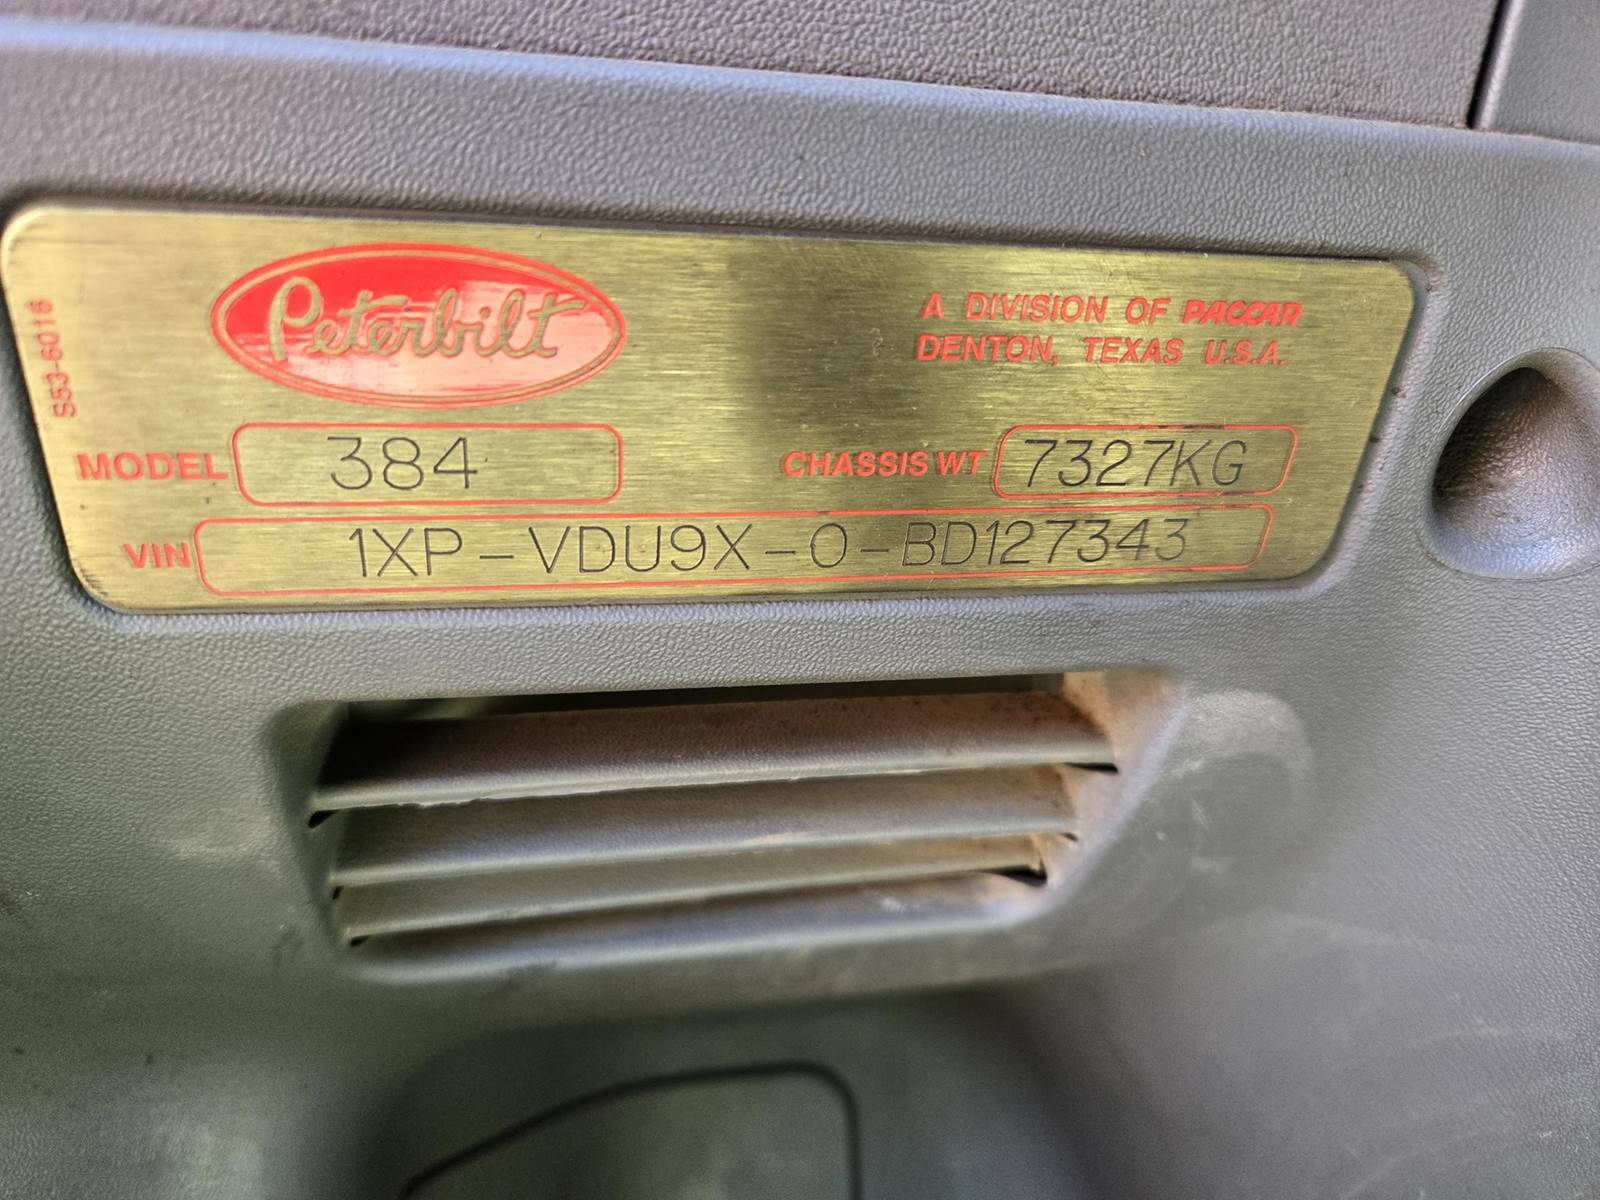 Peterbilt
A DIVISION OF PACCAR
DENTON, TEXAS U.S.A.
S53-6016
MODEL 384 CHASSIS WT 7327KG
VIN 1XP-VDU9X-0-BD127343